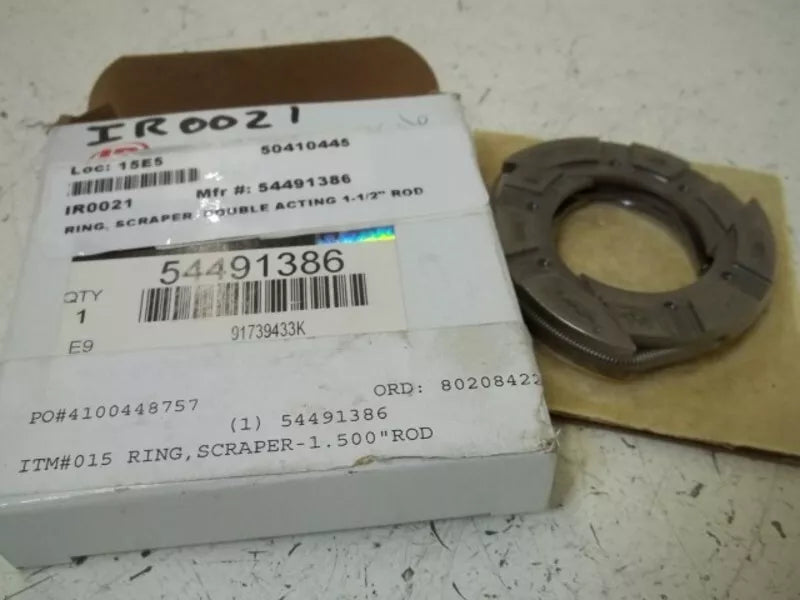 IR0021
Loc: 15E5 50410445
IR0021 Mfr #: 54491386
RING, SCRAPER- DOUBLE ACTING 1-1/2" ROD
54491386
QTY
1
91739433K
E9
ORD: 80208422
PO#4100448757
(1) 54491386
ITM#015 RING,SCRAPER-1.500"ROD